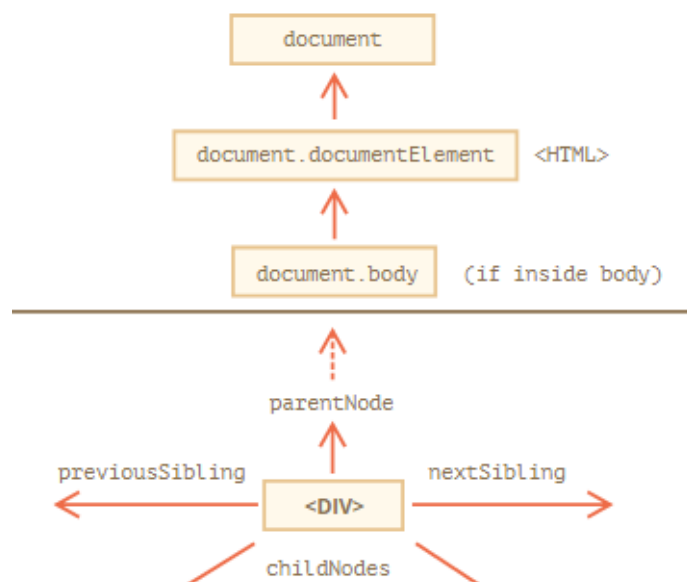 document
document.documentElement <HTML>
document.body (if inside body)
parentNode
previousSibling nextSibling
<DIV>
childNodes